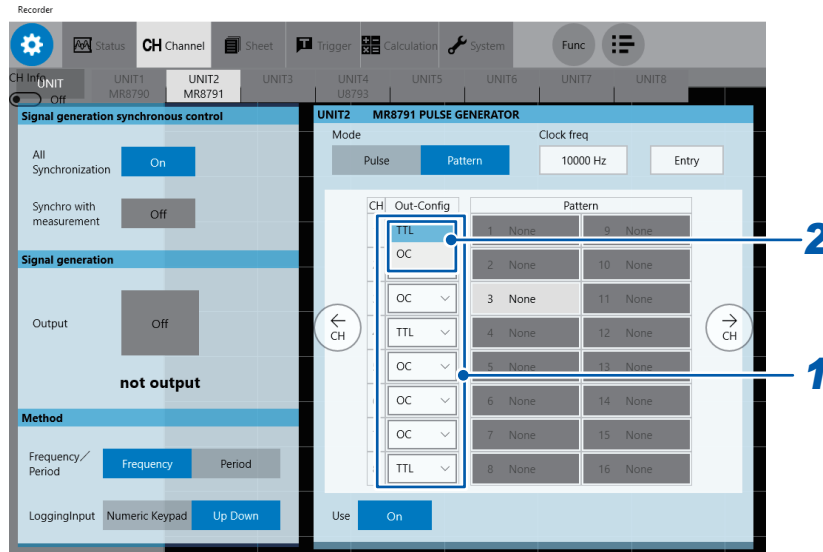 Recorder
Status CH Channel Sheet Trigger Calculation System Func
CH Info UNIT UNIT1 UNIT2 UNIT3 UNIT4 UNIT5 UNIT6 UNIT7 UNIT8
Off MR8790 MR8791 U8793
Signal generation synchronous control
All
Synchronization
On
Synchro with
measurement
Off
Signal generation
Output
Off
not output
Method
Frequency/
Period
Frequency Period
LoggingInput Numeric Keypad Up Down
UNIT2 MR8791 PULSE GENERATOR
Mode Clock freq
Pulse Pattern 10000 Hz Entry
CH Out-Config Pattern
TTL 1 None 9 None
OC 2 None 10 None
OC 3 None 11 None
TTL 4 None 12 None
OC 5 None 13 None
OC 6 None 14 None
OC 7 None 15 None
TTL 8 None 16 None
←
CH
→
CH
Use On
2
1